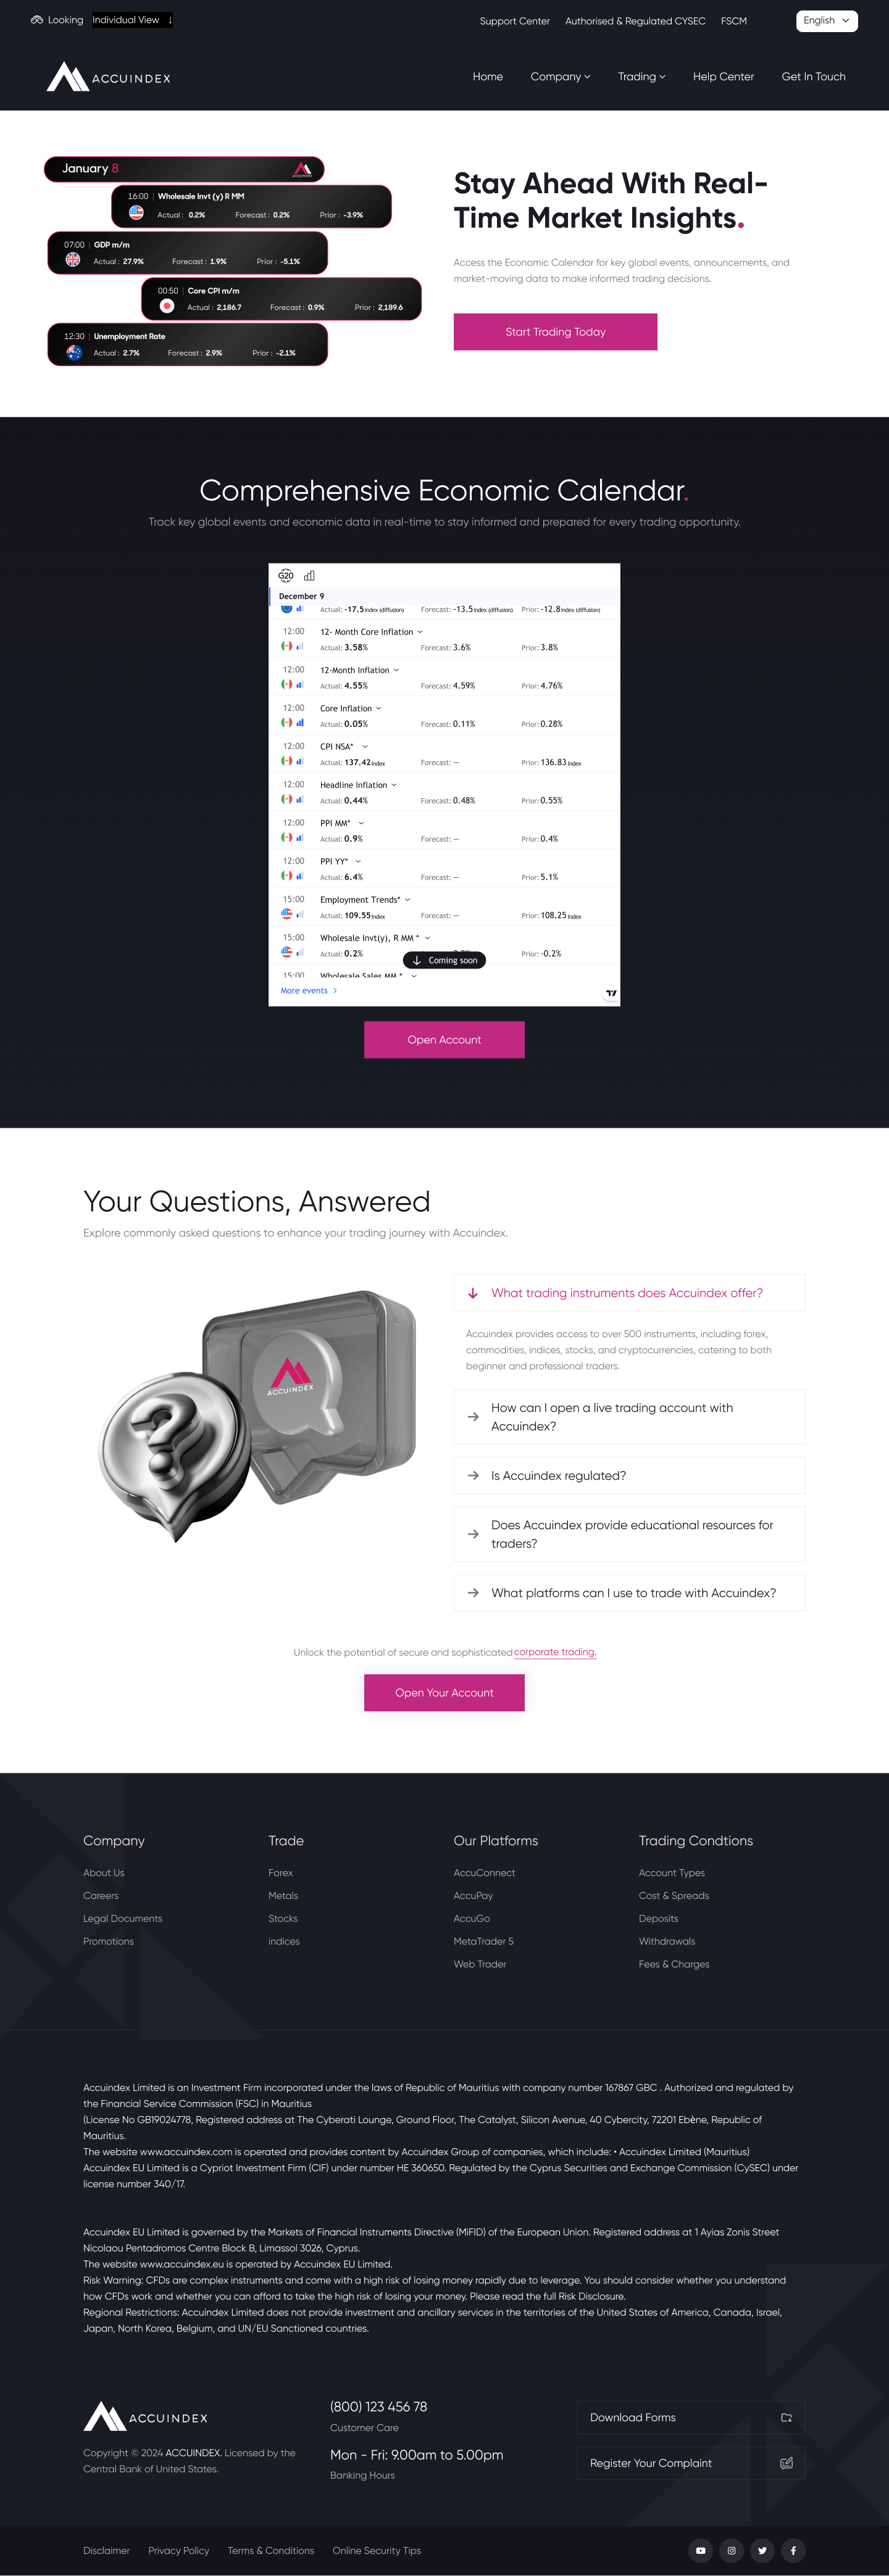 Looking Individual View ↓
Support Center Authorised & Regulated CYSEC FSCM English
ACCUINDEX
Home Company Trading Help Center Get In Touch
January 8
ACCUINDEX
16:00 | Wholesale Invt (y) R MM
Actual : 0.2% Forecast : 0.2% Prior : -3.9%
07:00 | GDP m/m
Actual : 27.9% Forecast : 1.9% Prior : -5.1%
00:50 | Core CPI m/m
Actual : 2,186.7 Forecast : 0.9% Prior : 2,189.6
12:30 | Unemployment Rate
Actual : 2.7% Forecast : 2.9% Prior : -2.1%
Stay Ahead With Real-
Time Market Insights.
Access the Economic Calendar for key global events, announcements, and
market-moving data to make informed trading decisions.
Start Trading Today
Comprehensive Economic Calendar.
Track key global events and economic data in real-time to stay informed and prepared for every trading opportunity.
G20
December 9
Actual: -17.5 Index (diffusion) Forecast: -13.5 Index (diffusion) Prior: -12.8 Index (diffusion)
12:00 12- Month Core Inflation
Actual: 3.58% Forecast: 3.6% Prior: 3.8%
12:00 12-Month Inflation
Actual: 4.55% Forecast: 4.59% Prior: 4.76%
12:00 Core Inflation
Actual: 0.05% Forecast: 0.11% Prior: 0.28%
12:00 CPI NSA*
Actual: 137.42 Index Forecast: — Prior: 136.83 Index
12:00 Headline Inflation
Actual: 0.44% Forecast: 0.48% Prior: 0.55%
12:00 PPI MM*
Actual: 0.9% Forecast: — Prior: 0.4%
12:00 PPI YY*
Actual: 6.4% Forecast: — Prior: 5.1%
15:00 Employment Trends*
Actual: 109.55 Index Forecast: — Prior: 108.25 Index
15:00 Wholesale Invt(y), R MM *
Actual: 0.2% Prior: -0.2%
Coming soon
15:00 Wholesale Sales MM *
More events
Open Account
Your Questions, Answered
Explore commonly asked questions to enhance your trading journey with Accuindex.
ACCUINDEX
What trading instruments does Accuindex offer?
Accuindex provides access to over 500 instruments, including forex,
commodities, indices, stocks, and cryptocurrencies, catering to both
beginner and professional traders.
How can I open a live trading account with
Accuindex?
Is Accuindex regulated?
Does Accuindex provide educational resources for
traders?
What platforms can I use to trade with Accuindex?
Unlock the potential of secure and sophisticated corporate trading.
Open Your Account
Company Trade Our Platforms Trading Condtions
About Us Forex AccuConnect Account Types
Careers Metals AccuPay Cost & Spreads
Legal Documents Stocks AccuGo Deposits
Promotions indices MetaTrader 5 Withdrawals
Web Trader Fees & Charges
Accuindex Limited is an Investment Firm incorporated under the laws of Republic of Mauritius with company number 167867 GBC . Authorized and regulated by
the Financial Service Commission (FSC) in Mauritius
(License No GB19024778, Registered address at The Cyberati Lounge, Ground Floor, The Catalyst, Silicon Avenue, 40 Cybercity, 72201 Ebène, Republic of
Mauritius.
The website www.accuindex.com is operated and provides content by Accuindex Group of companies, which include: • Accuindex Limited (Mauritius)
Accuindex EU Limited is a Cypriot Investment Firm (CIF) under number HE 360650. Regulated by the Cyprus Securities and Exchange Commission (CySEC) under
license number 340/17.
Accuindex EU Limited is governed by the Markets of Financial Instruments Directive (MiFID) of the European Union. Registered address at 1 Ayias Zonis Street
Nicolaou Pentadromos Centre Block B, Limassol 3026, Cyprus.
The website www.accuindex.eu is operated by Accuindex EU Limited.
Risk Warning: CFDs are complex instruments and come with a high risk of losing money rapidly due to leverage. You should consider whether you understand
how CFDs work and whether you can afford to take the high risk of losing your money. Please read the full Risk Disclosure.
Regional Restrictions: Accuindex Limited does not provide investment and ancillary services in the territories of the United States of America, Canada, Israel,
Japan, North Korea, Belgium, and UN/EU Sanctioned countries.
ACCUINDEX
Copyright © 2024 ACCUINDEX. Licensed by the
Central Bank of United States.
(800) 123 456 78
Customer Care
Mon - Fri: 9.00am to 5.00pm
Banking Hours
Download Forms
Register Your Complaint
Disclaimer Privacy Policy Terms & Conditions Online Security Tips